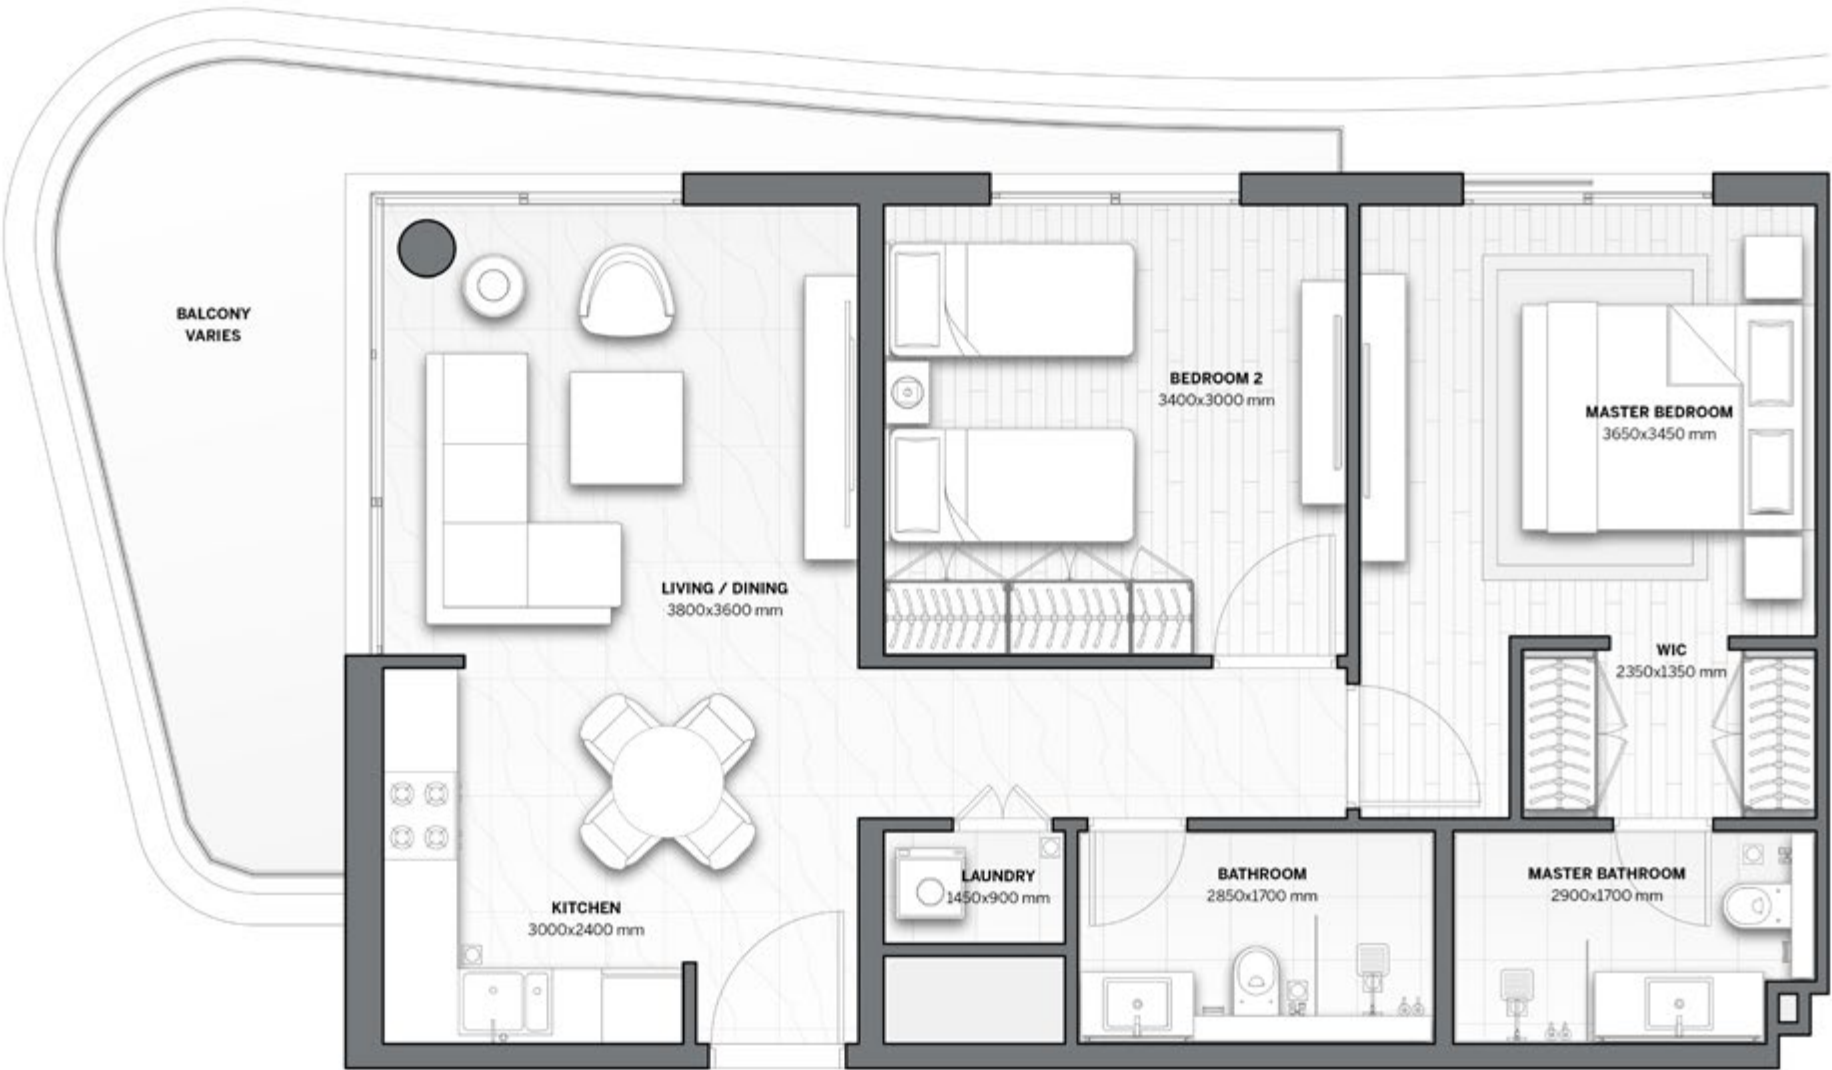 BALCONY
VARIES
BEDROOM 2
3400x3000 mm
MASTER BEDROOM
3650x3450 mm
LIVING / DINING
3800x3600 mm
WIC
2350x1350 mm
KITCHEN
3000x2400 mm
LAUNDRY
1450x900 mm
BATHROOM
2850x1700 mm
MASTER BATHROOM
2900x1700 mm